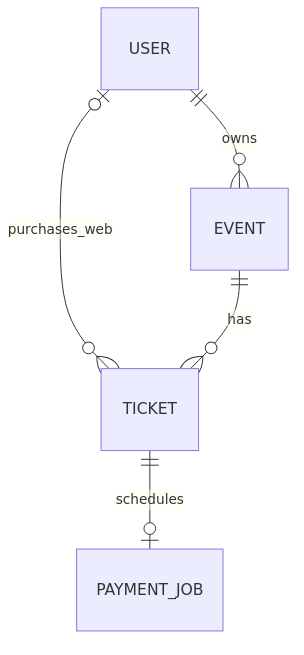 USER
owns
purchases_web
EVENT
has
TICKET
schedules
PAYMENT_JOB